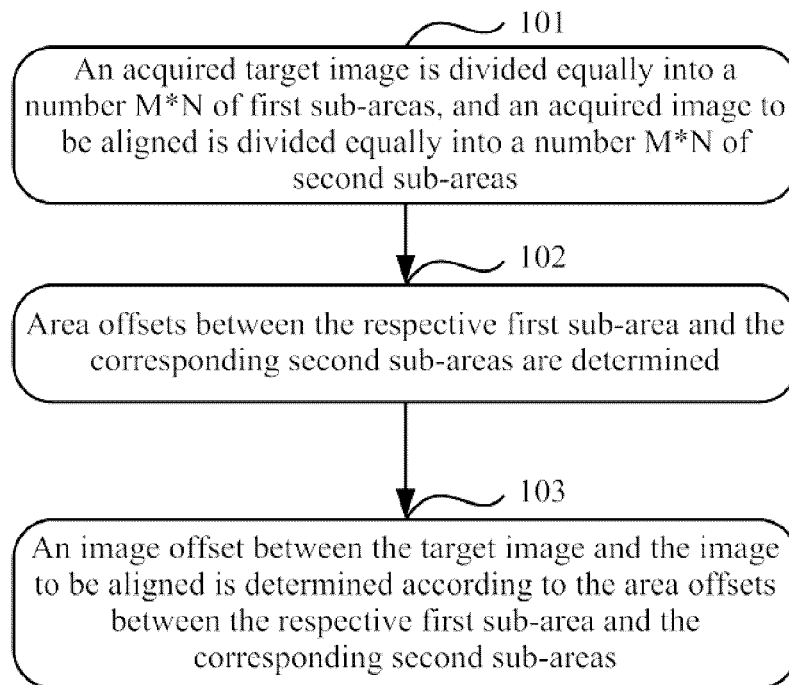 101
An acquired target image is divided equally into a
number M*N of first sub-areas, and an acquired image to
be aligned is divided equally into a number M*N of
second sub-areas
102
Area offsets between the respective first sub-area and the
corresponding second sub-areas are determined
103
An image offset between the target image and the image
to be aligned is determined according to the area offsets
between the respective first sub-area and the
corresponding second sub-areas